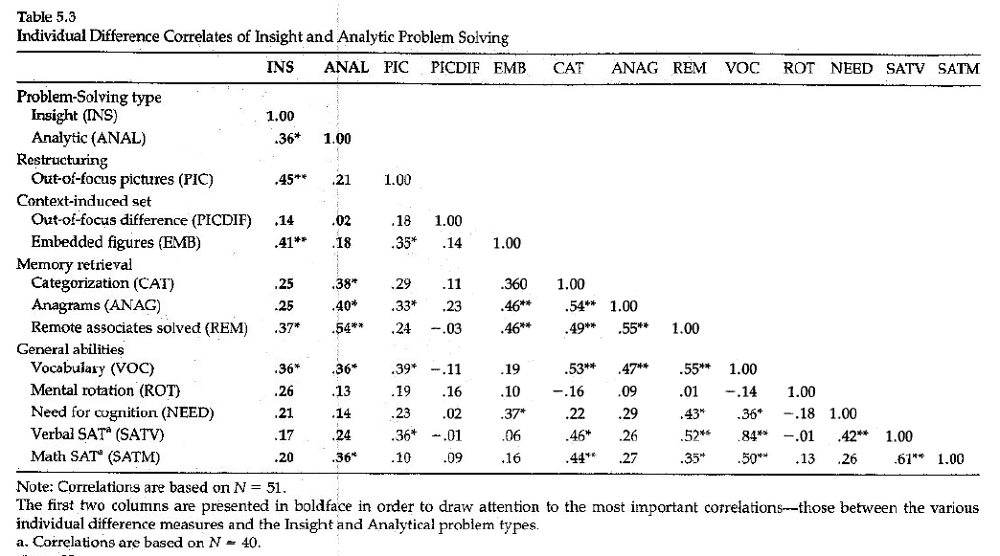 Table 5.3
Individual Difference Correlates of Insight and Analytic Problem Solving
INS ANAL PIC PICDIF EMB CAT ANAG REM VOC ROT NEED SATV SATM
Problem-Solving type
Insight (INS) 1.00
Analytic (ANAL) .36* 1.00
Restructuring
Out-of-focus pictures (PIC) .45** .21 1.00
Context-induced set
Out-of-focus difference (PICDIF) .14 .02 .18 1.00
Embedded figures (EMB) .41** .18 .35* .14 1.00
Memory retrieval
Categorization (CAT) .25 .38* .29 .11 .360 1.00
Anagrams (ANAG) .25 .40* .33* .23 .46** .54** 1.00
Remote associates solved (REM) .37* .54** .24 −.03 .46** .49** .55** 1.00
General abilities
Vocabulary (VOC) .36* .36* .39* −.11 .19 .53** .47** .55** 1.00
Mental rotation (ROT) .26 .13 .19 .16 .10 −.16 .09 .01 −.14 1.00
Need for cognition (NEED) .21 .14 .23 .02 .37* .22 .29 .43* .36* −.18 1.00
Verbal SATa (SATV) .17 .24 .36* −.01 .06 .46* .26 .52** .84** −.01 .42** 1.00
Math SATa (SATM) .20 .36* .10 .09 .16 .44** .27 .35* .50** .13 .26 .61** 1.00
Note: Correlations are based on N = 51.
The first two columns are presented in boldface in order to draw attention to the most important correlations—those between the various
individual difference measures and the Insight and Analytical problem types.
a. Correlations are based on N = 40.